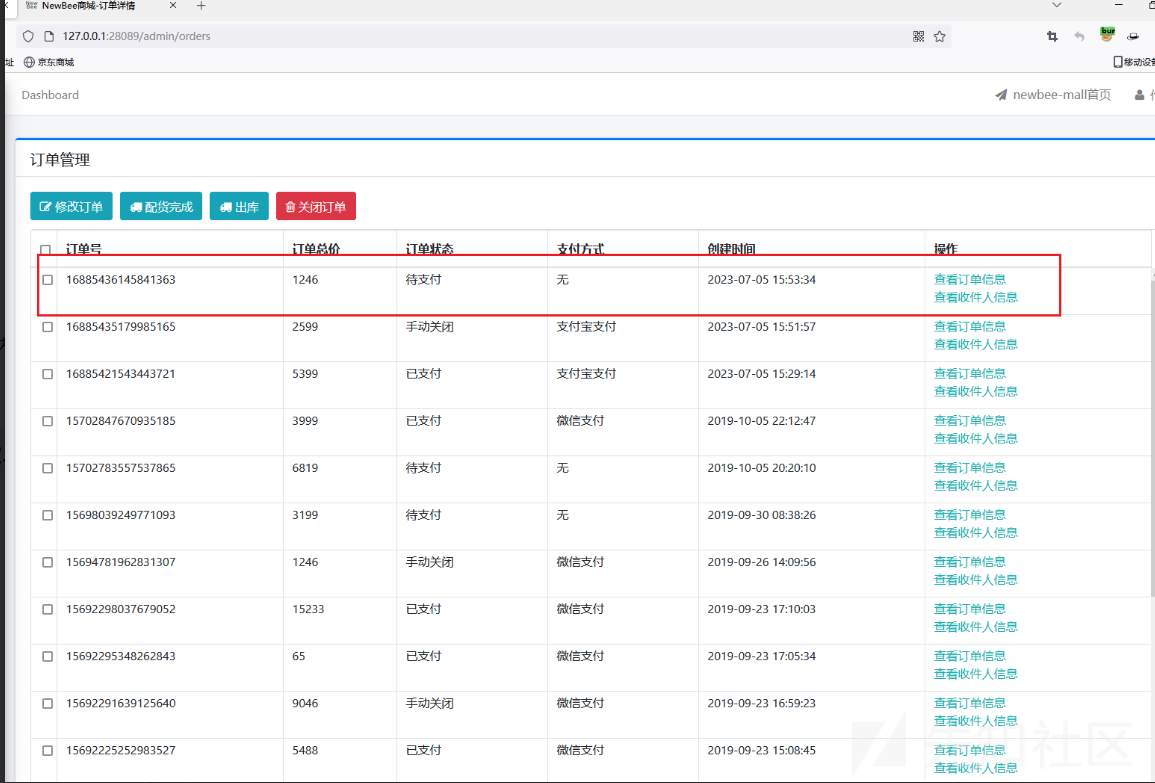 NewBee商城-订单详情
127.0.0.1:28089/admin/orders
址 京东商城 移动设备
Dashboard newbee-mall首页
订单管理
修改订单 配货完成 出库 关闭订单
订单号 订单总价 订单状态 支付方式 创建时间 操作
16885436145841363 1246 待支付 无 2023-07-05 15:53:34 查看订单信息
查看收件人信息
16885435179985165 2599 手动关闭 支付宝支付 2023-07-05 15:51:57 查看订单信息
查看收件人信息
16885421543443721 5399 已支付 支付宝支付 2023-07-05 15:29:14 查看订单信息
查看收件人信息
15702847670935185 3999 已支付 微信支付 2019-10-05 22:12:47 查看订单信息
查看收件人信息
15702783557537865 6819 待支付 无 2019-10-05 20:20:10 查看订单信息
查看收件人信息
15698039249771093 3199 待支付 无 2019-09-30 08:38:26 查看订单信息
查看收件人信息
15694781962831307 1246 手动关闭 微信支付 2019-09-26 14:09:56 查看订单信息
查看收件人信息
15692298037679052 15233 已支付 微信支付 2019-09-23 17:10:03 查看订单信息
查看收件人信息
15692295348262843 65 已支付 微信支付 2019-09-23 17:05:34 查看订单信息
查看收件人信息
15692291639125640 9046 手动关闭 微信支付 2019-09-23 16:59:23 查看订单信息
查看收件人信息
15692225252983527 5488 已支付 微信支付 2019-09-23 15:08:45 查看订单信息
查看收件人信息